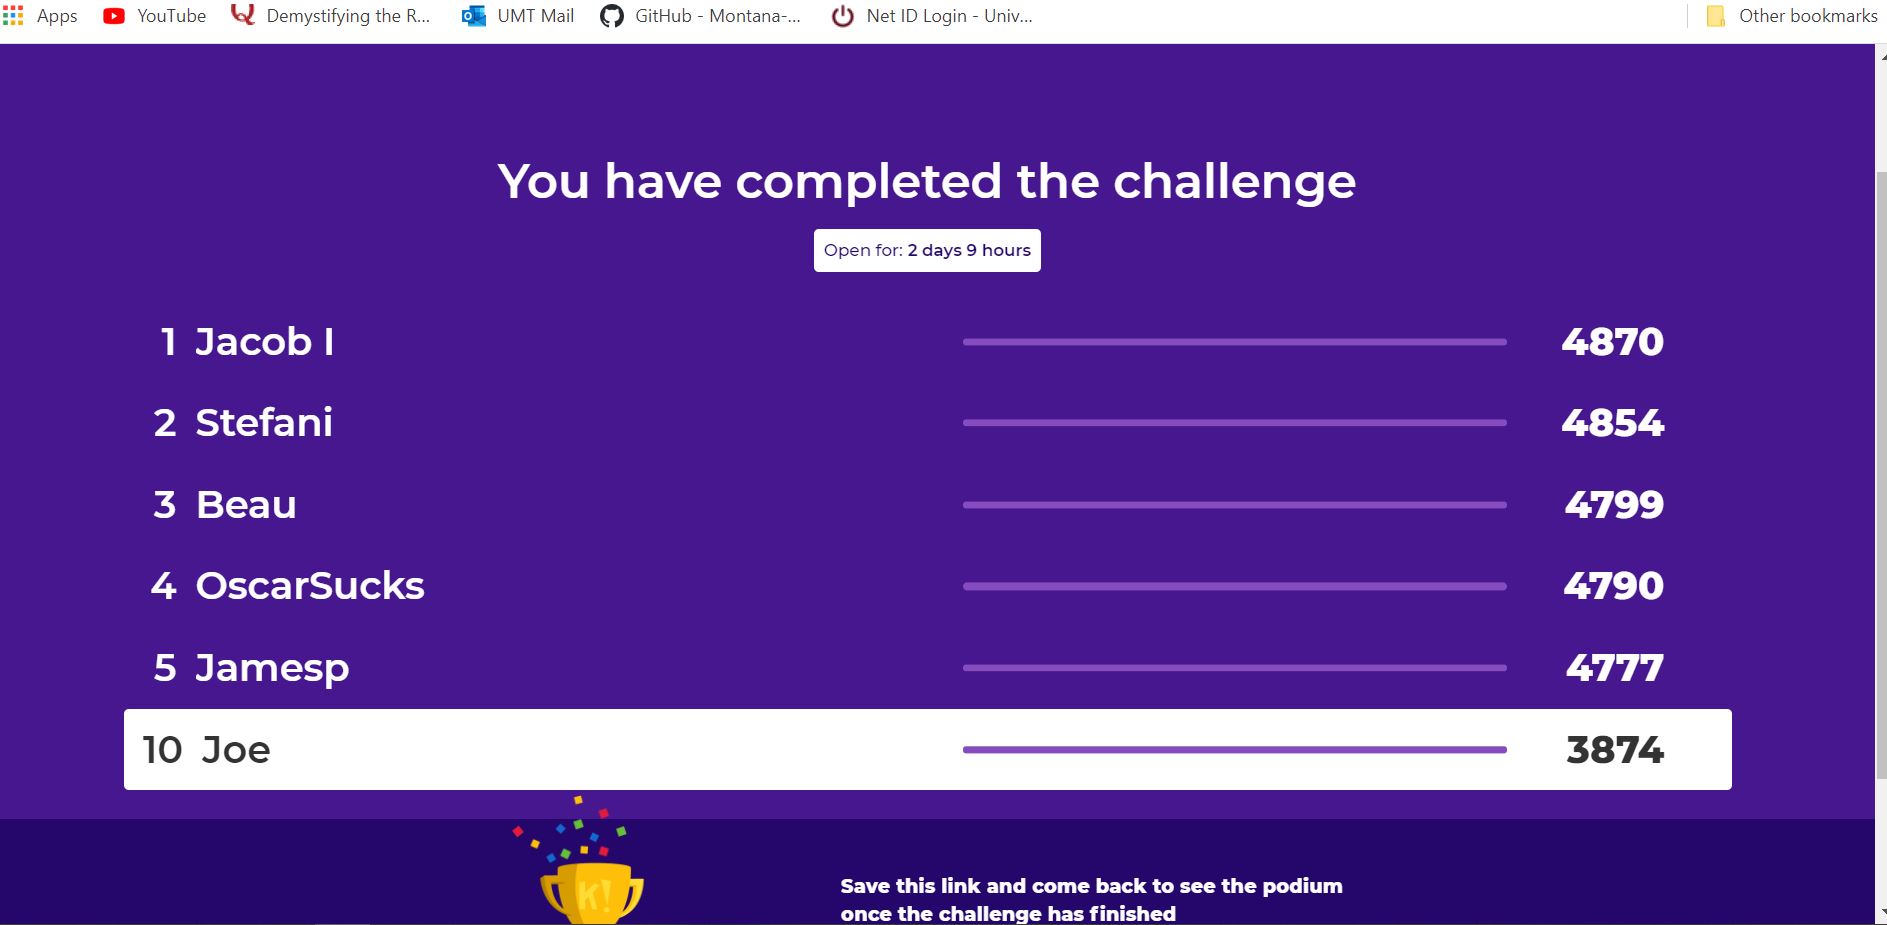 Apps YouTube Demystifying the R... UMT Mail GitHub - Montana-... Net ID Login - Univ... Other bookmarks
You have completed the challenge
Open for: 2 days 9 hours
1 Jacob I 4870
2 Stefani 4854
3 Beau 4799
4 OscarSucks 4790
5 Jamesp 4777
10 Joe 3874
K!
Save this link and come back to see the podium
once the challenge has finished